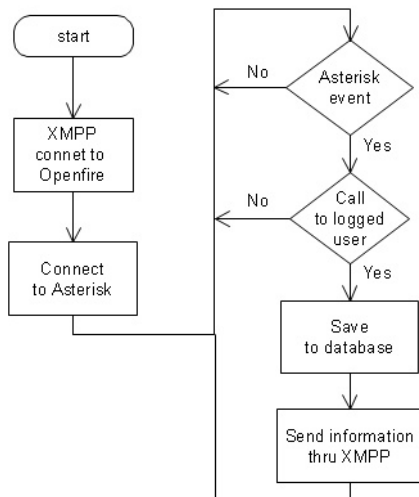 start
XMPP
connet to
Openfire
Connect
to Asterisk
Asterisk
event
No
Yes
Call
to logged
user
No
Yes
Save
to database
Send information
thru XMPP